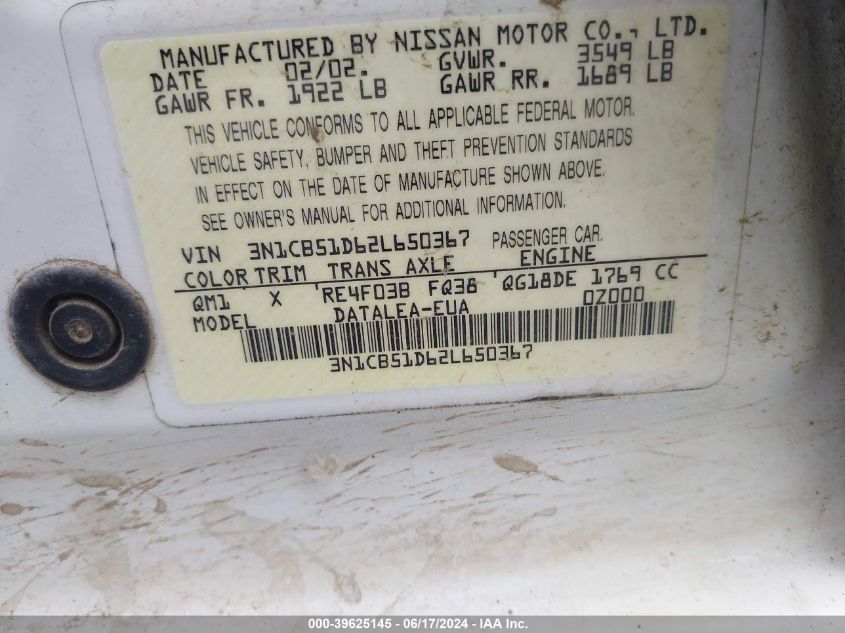 MANUFACTURED BY NISSAN MOTOR CO., LTD.
DATE 02/02. GVWR. 3549 LB
GAWR FR. 1922 LB GAWR RR. 1689 LB
THIS VEHICLE CONFORMS TO ALL APPLICABLE FEDERAL MOTOR.
VEHICLE SAFETY, BUMPER AND THEFT PREVENTION STANDARDS
IN EFFECT ON THE DATE OF MANUFACTURE SHOWN ABOVE.
SEE OWNER'S MANUAL FOR ADDITIONAL INFORMATION.
VIN 3N1CB51D62L650367 PASSENGER CAR.
COLOR TRIM TRANS AXLE ENGINE
QM1 X RE4F03B FQ38 QG18DE 1769 CC
MODEL DATALEA-EUA 0Z000
3N1CB51D62L650367
000-39625145 - 06/17/2024 - IAA Inc.